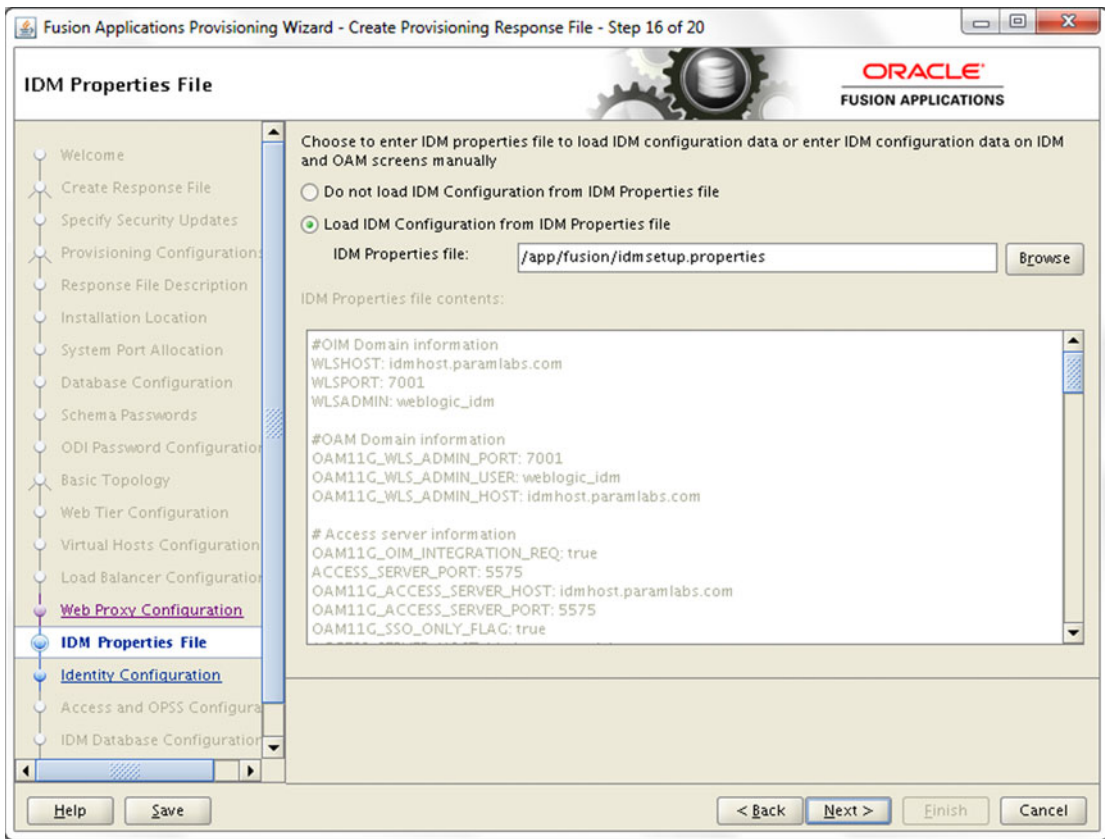 Fusion Applications Provisioning Wizard - Create Provisioning Response File - Step 16 of 20
IDM Properties File
ORACLE
FUSION APPLICATIONS
Welcome
Create Response File
Specify Security Updates
Provisioning Configurations
Response File Description
Installation Location
System Port Allocation
Database Configuration
Schema Passwords
ODI Password Configuration
Basic Topology
Web Tier Configuration
Virtual Hosts Configuration
Load Balancer Configuration
Web Proxy Configuration
IDM Properties File
Identity Configuration
Access and OPSS Configura
IDM Database Configuration
Choose to enter IDM properties file to load IDM configuration data or enter IDM configuration data on IDM
and OAM screens manually
Do not load IDM Configuration from IDM Properties file
Load IDM Configuration from IDM Properties file
IDM Properties file: /app/fusion/idmsetup.properties Browse
IDM Properties file contents:
#OIM Domain information
WLSHOST: idmhost.paramlabs.com
WLSPORT: 7001
WLSADMIN: weblogic_idm
#OAM Domain information
OAM11G_WLS_ADMIN_PORT: 7001
OAM11G_WLS_ADMIN_USER: weblogic_idm
OAM11G_WLS_ADMIN_HOST: idmhost.paramlabs.com
# Access server information
OAM11G_OIM_INTEGRATION_REQ: true
ACCESS_SERVER_PORT: 5575
OAM11G_ACCESS_SERVER_HOST: idmhost.paramlabs.com
OAM11G_ACCESS_SERVER_PORT: 5575
OAM11G_SSO_ONLY_FLAG: true
Help Save < Back Next > Finish Cancel